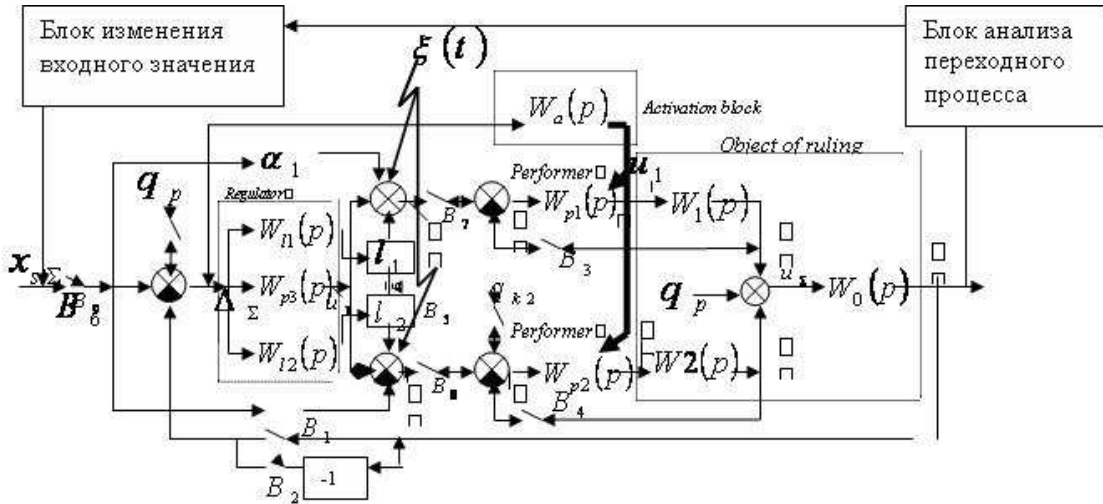 Блок изменения
входного значения
Блок анализа
переходного
процесса
ξ(t)
W_a(p)
Activation block
Object of ruling
α_1
q_p
Regulator
Performer
u_1
W_l1(p)
W_p1(p)
W_1(p)
B_7
l_1
B_3
x
Δ_Σ
W_p3(p)
u
q_p
u_Σ
W_0(p)
l_2
B_5
k2
Performer
W_l2(p)
W_p2(p)
W2(p)
B_4
B_1
B_2
-1